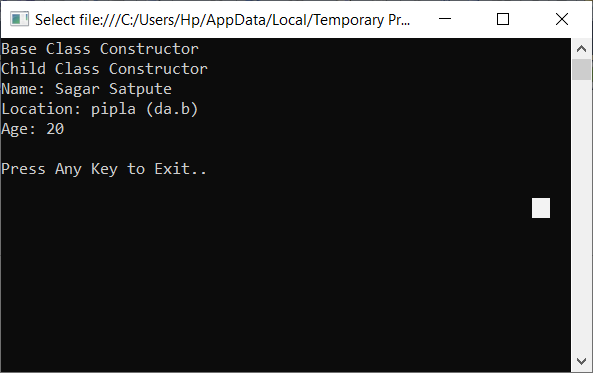 Select file:///C:/Users/Hp/AppData/Local/Temporary Pr...
Base Class Constructor
Child Class Constructor
Name: Sagar Satpute
Location: pipla (da.b)
Age: 20
Press Any Key to Exit..